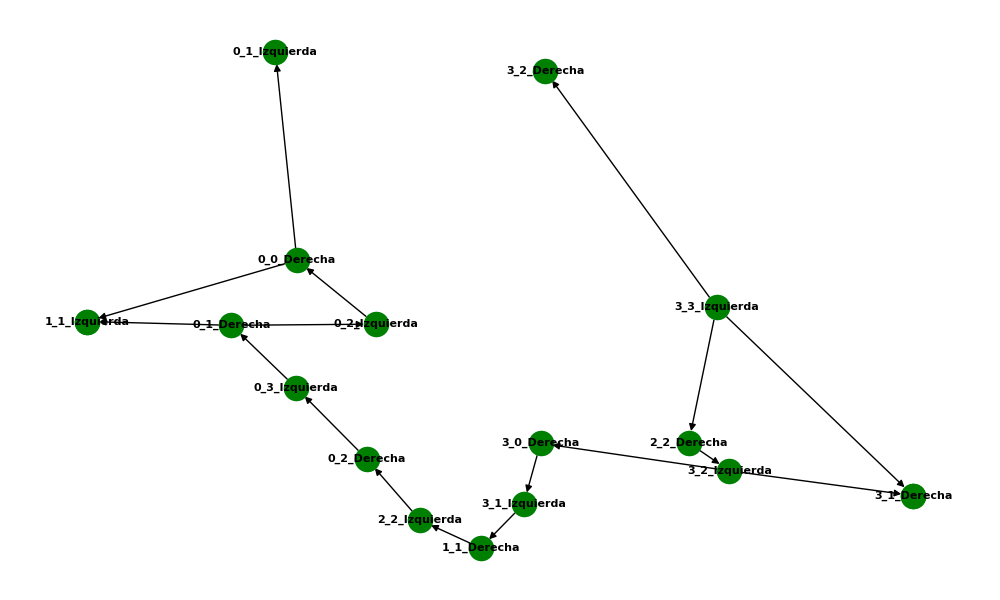 0_1_Izquierda
3_2_Derecha
0_0_Derecha
3_3_Izquierda
1_1_Izquierda
0_1_Derecha
0_2_Izquierda
0_3_Izquierda
3_0_Derecha
2_2_Derecha
0_2_Derecha
3_2_Izquierda
3_1_Derecha
3_1_Izquierda
2_2_Izquierda
1_1_Derecha